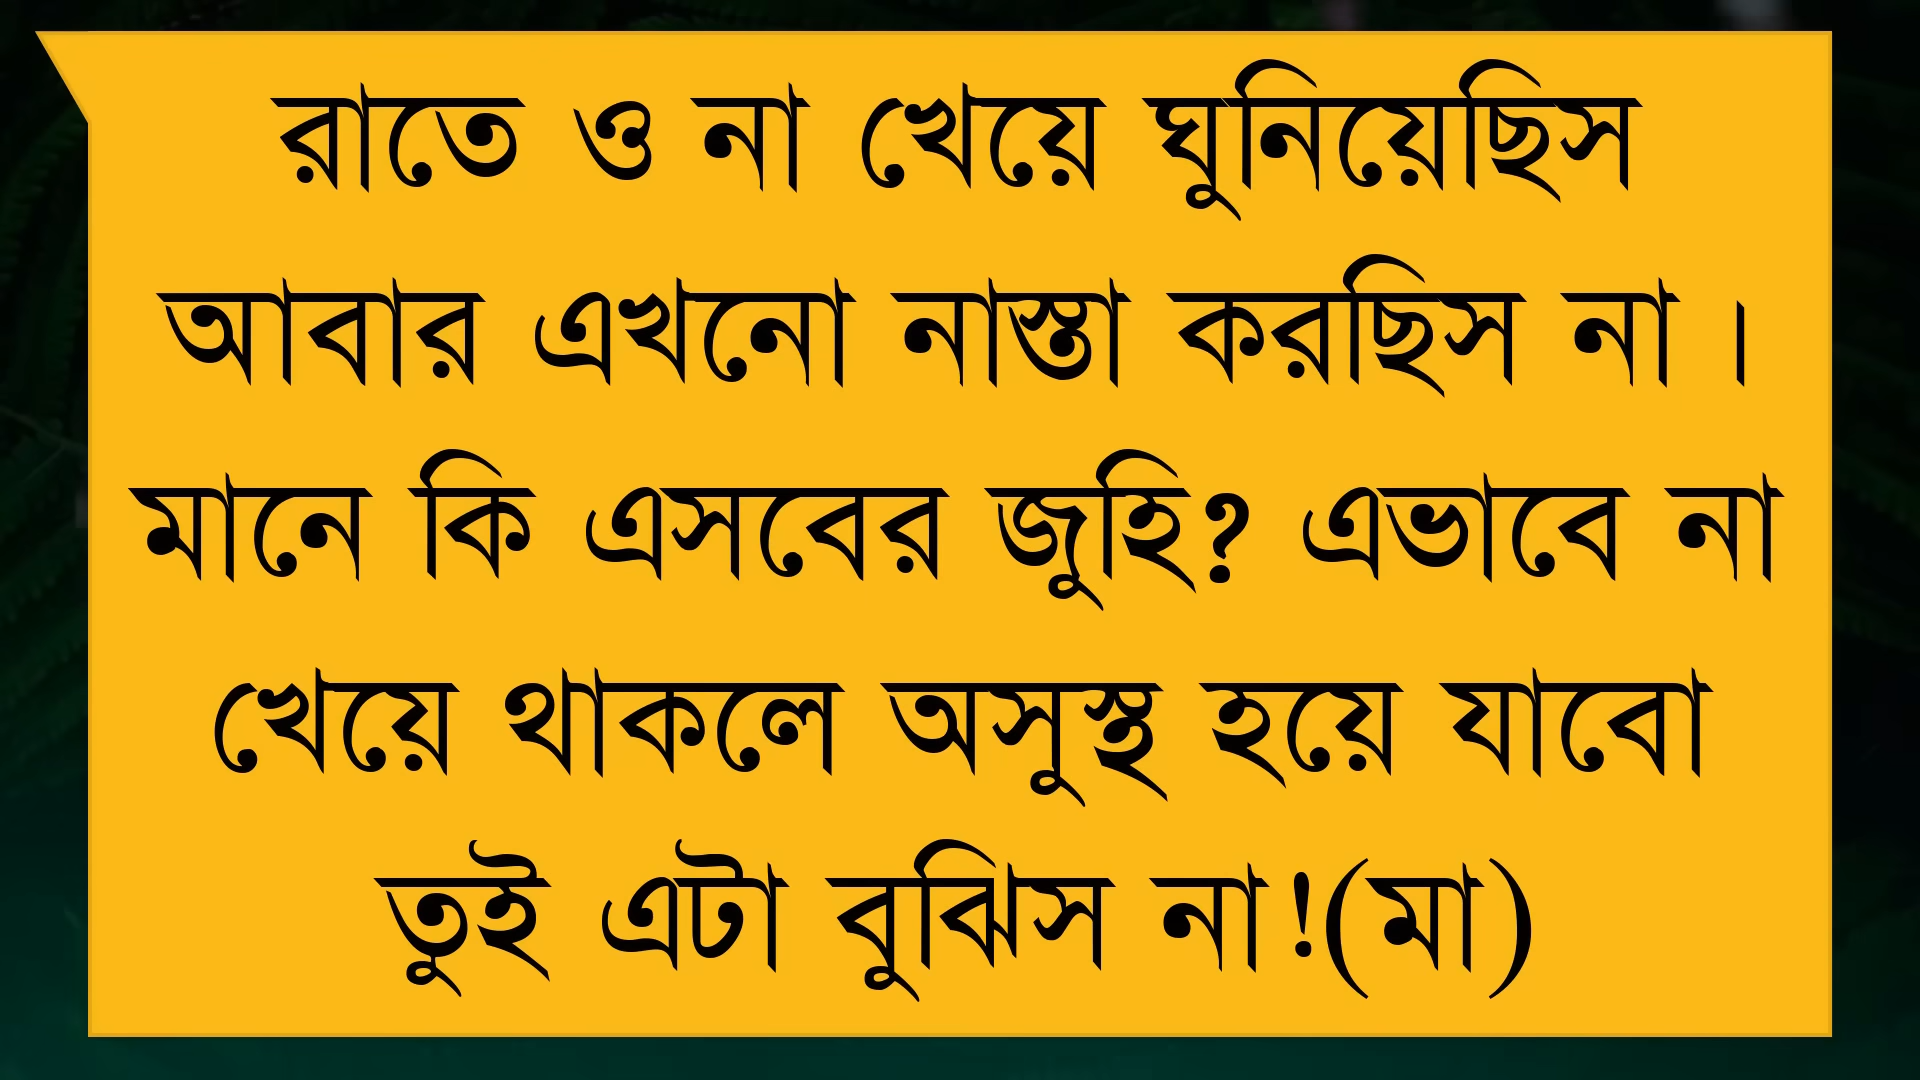 রাতে ও না খেয়ে ঘুনিয়েছিস
আবার এখনো নাস্তা করছিস না ।
মানে কি এসবের জুহি? এভাবে না
খেয়ে থাকলে অসুস্থ হয়ে যাবো
তুই এটা বুঝিস না!(মা)